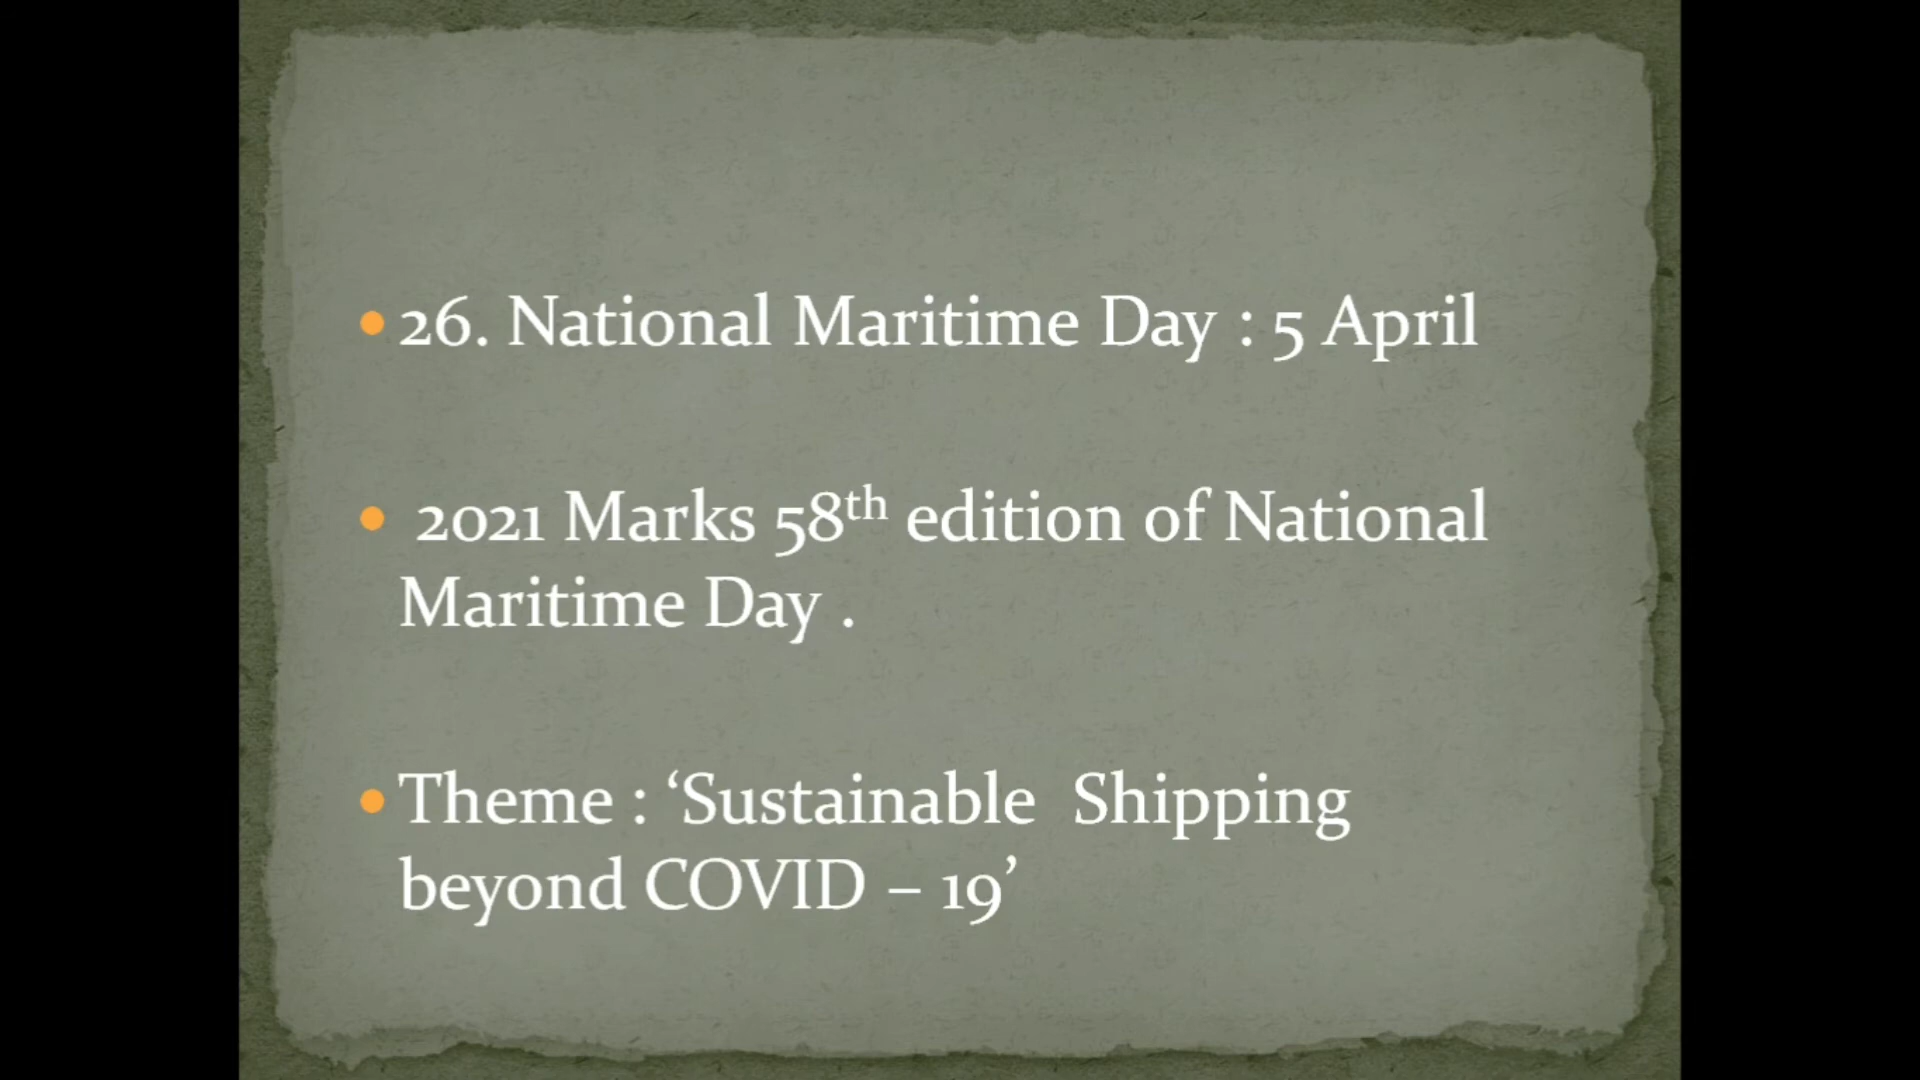 • 26. National Maritime Day : 5 April
• 2021 Marks 58th edition of National
Maritime Day .
• Theme : ‘Sustainable Shipping
beyond COVID – 19’